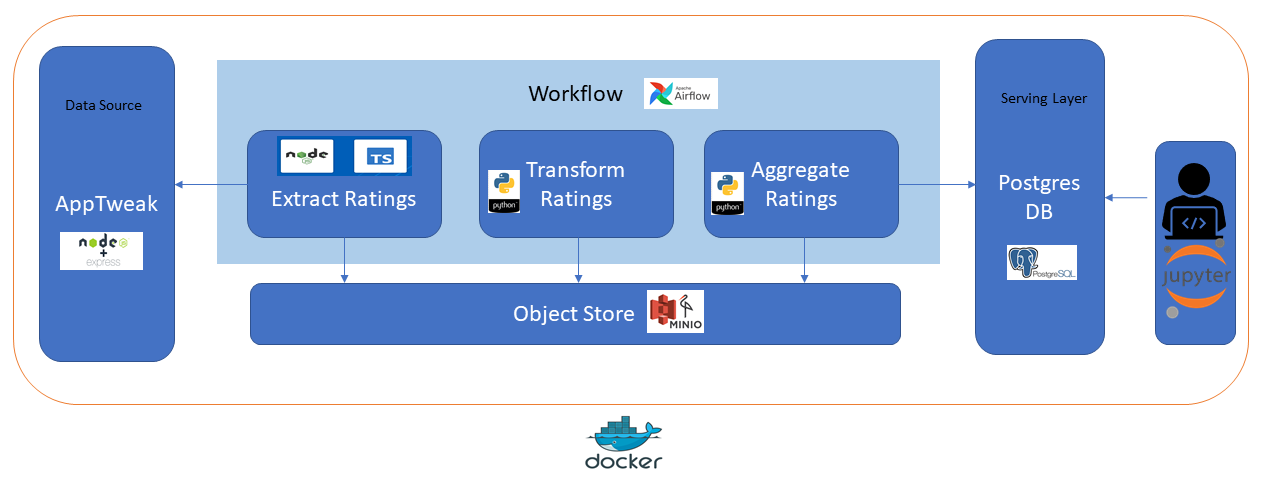 Data Source
AppTweak
node
+
express
Workflow
Apache
Airflow
node
TS
Extract Ratings
python
Transform
Ratings
python
Aggregate
Ratings
Object Store
MINIO
Serving Layer
Postgres
DB
PostgreSQL
</>
jupyter
docker